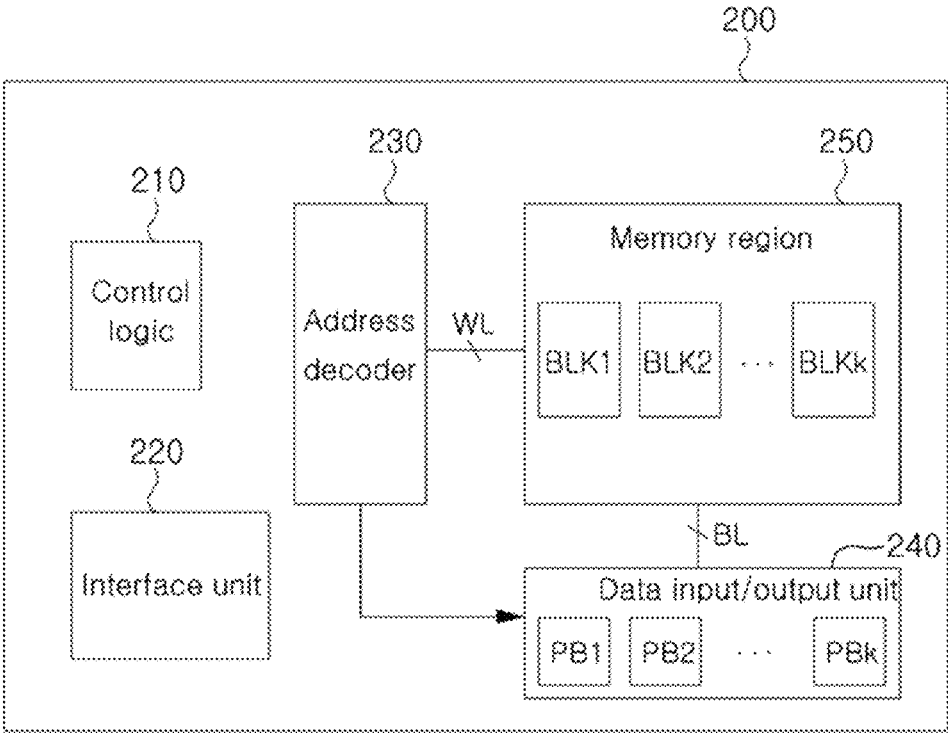 200
230
250
210
Memory region
Control
logic
Address
decoder
WL
BLK1 BLK2 ··· BLKk
220
BL
240
Interface unit
Data input/output unit
PB1 PB2 ··· PBk